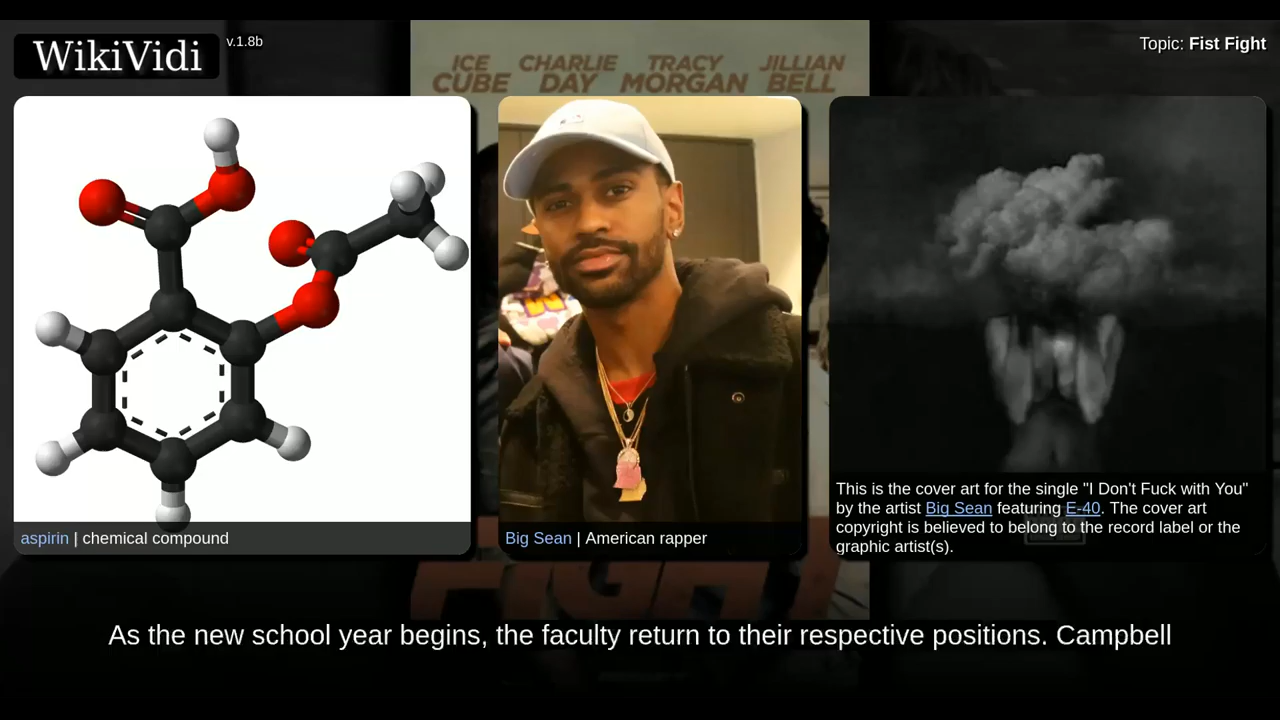 WikiVidi
v.1.8b
Topic: Fist Fight
ICE CHARLIE TRACY JILLIAN
CUBE DAY MORGAN BELL
aspirin | chemical compound
Big Sean | American rapper
This is the cover art for the single "I Don't Fuck with You"
by the artist Big Sean featuring E-40. The cover art
copyright is believed to belong to the record label or the
graphic artist(s).
FIGHT
As the new school year begins, the faculty return to their respective positions. Campbell